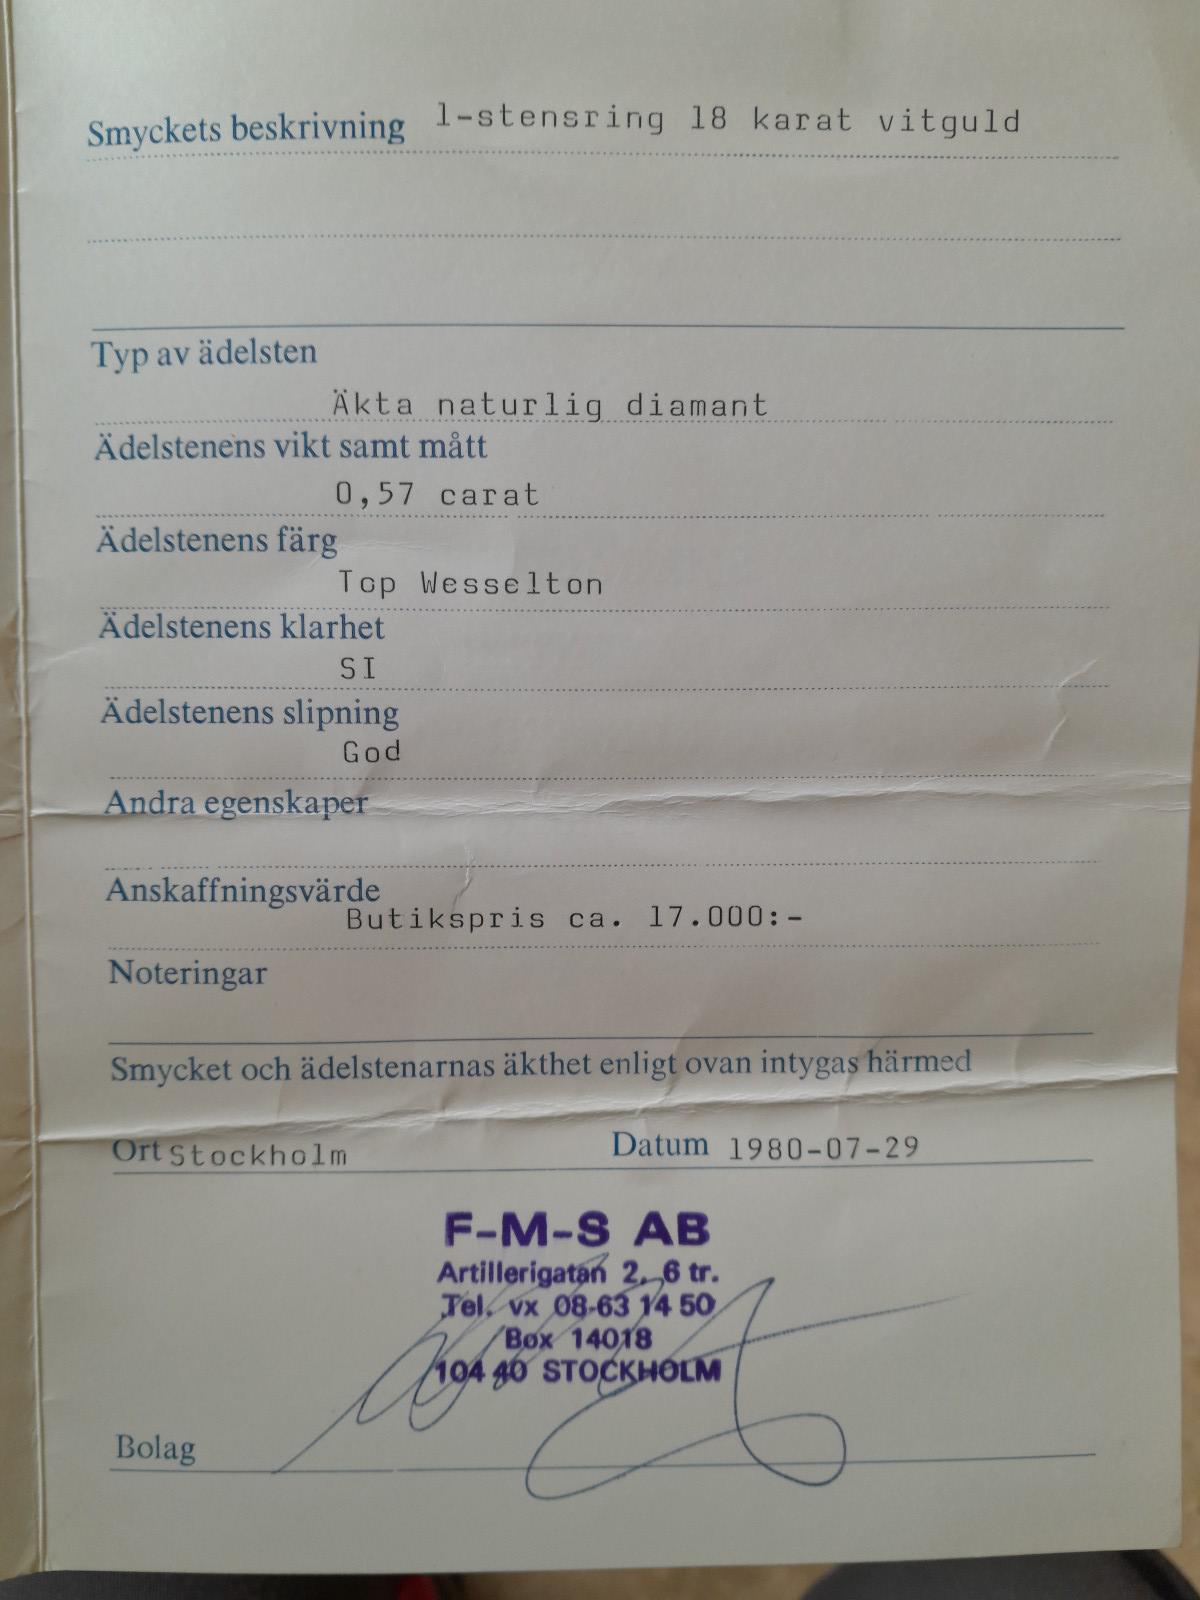 Smyckets beskrivning 1-stensring 18 karat vitguld
Typ av ädelsten
Äkta naturlig diamant
Ädelstenens vikt samt mått
0,57 carat
Ädelstenens färg
Top Wesselton
Ädelstenens klarhet
SI
Ädelstenens slipning
God
Andra egenskaper
Anskaffningsvärde
Butikspris ca. 17.000:-
Noteringar
Smycket och ädelstenarnas äkthet enligt ovan intygas härmed
Ort Stockholm Datum 1980-07-29
F-M-S AB
Artillerigatan 2, 6 tr.
Tel. vx 08-63 14 50
Box 14018
104 40 STOCKHOLM
Bolag